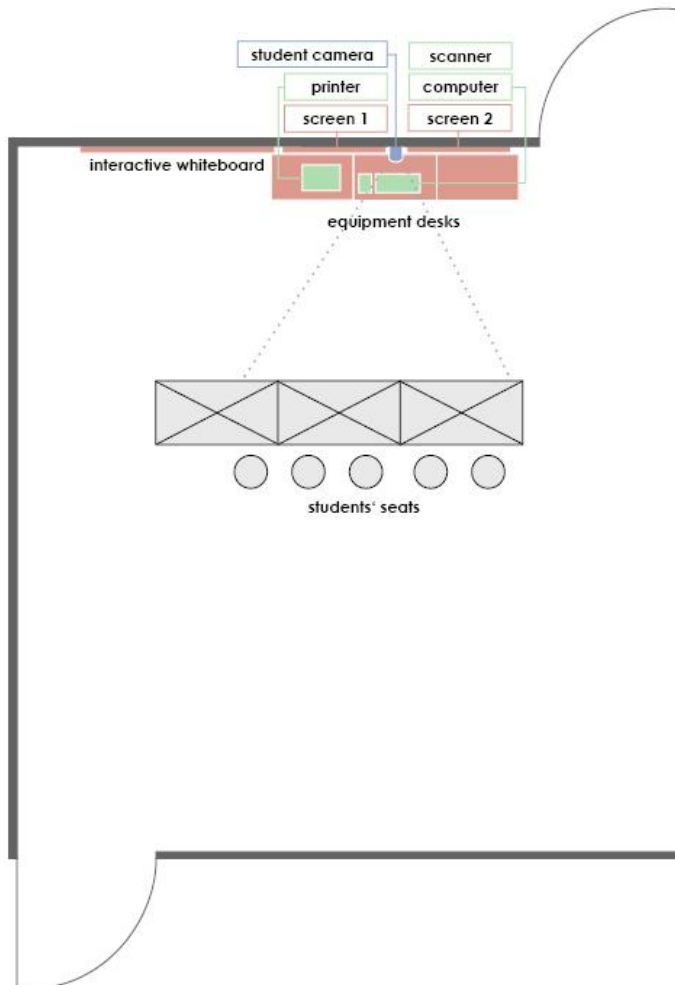 student camera
scanner
printer
computer
screen 1
screen 2
interactive whiteboard
equipment desks
students‘ seats